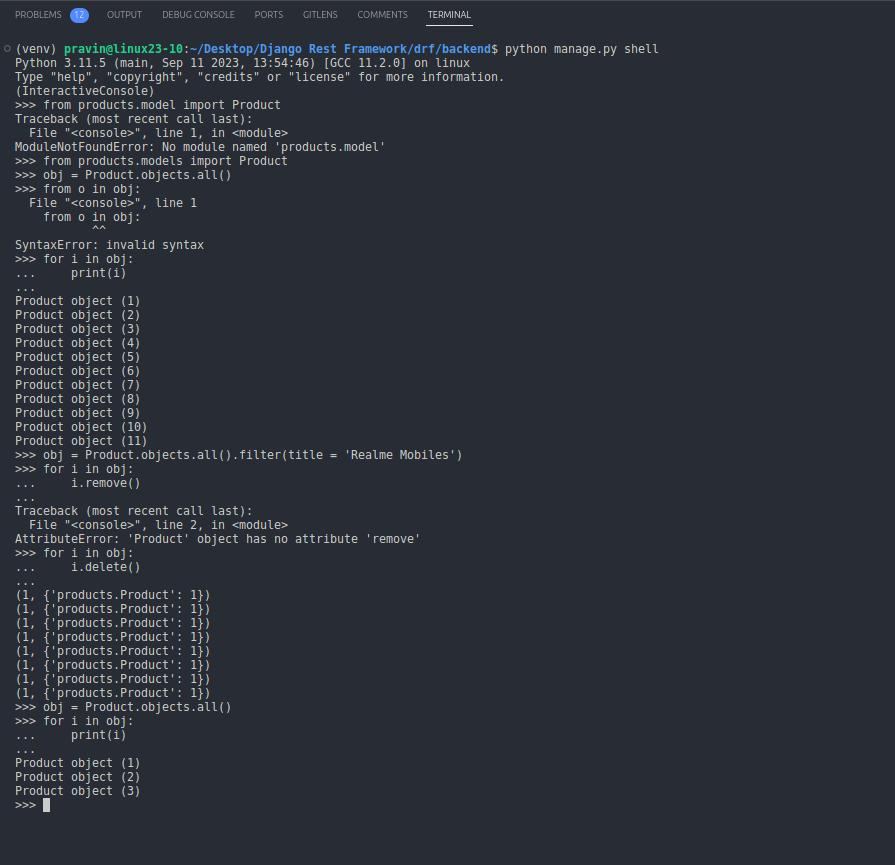 PROBLEMS 12 OUTPUT DEBUG CONSOLE PORTS GITLENS COMMENTS TERMINAL
(venv) pravin@linux23-10:~/Desktop/Django Rest Framework/drf/backend$ python manage.py shell
Python 3.11.5 (main, Sep 11 2023, 13:54:46) [GCC 11.2.0] on linux
Type "help", "copyright", "credits" or "license" for more information.
(InteractiveConsole)
>>> from products.model import Product
Traceback (most recent call last):
  File "<console>", line 1, in <module>
ModuleNotFoundError: No module named 'products.model'
>>> from products.models import Product
>>> obj = Product.objects.all()
>>> from o in obj:
  File "<console>", line 1
    from o in obj:
           ^^
SyntaxError: invalid syntax
>>> for i in obj:
...     print(i)
...
Product object (1)
Product object (2)
Product object (3)
Product object (4)
Product object (5)
Product object (6)
Product object (7)
Product object (8)
Product object (9)
Product object (10)
Product object (11)
>>> obj = Product.objects.all().filter(title = 'Realme Mobiles')
>>> for i in obj:
...     i.remove()
...
Traceback (most recent call last):
  File "<console>", line 2, in <module>
AttributeError: 'Product' object has no attribute 'remove'
>>> for i in obj:
...     i.delete()
...
(1, {'products.Product': 1})
(1, {'products.Product': 1})
(1, {'products.Product': 1})
(1, {'products.Product': 1})
(1, {'products.Product': 1})
(1, {'products.Product': 1})
(1, {'products.Product': 1})
(1, {'products.Product': 1})
>>> obj = Product.objects.all()
>>> for i in obj:
...     print(i)
...
Product object (1)
Product object (2)
Product object (3)
>>>